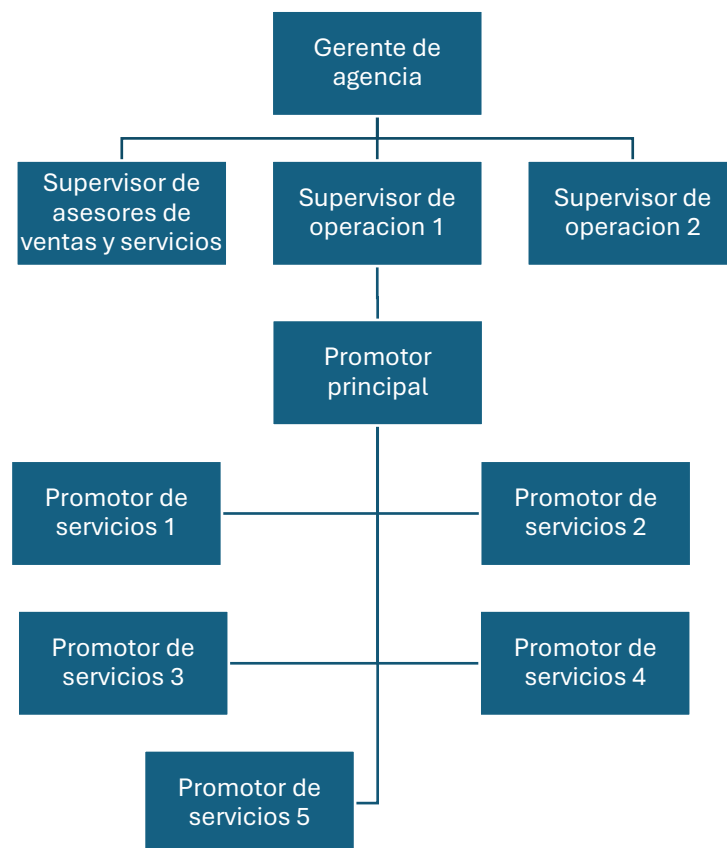 Gerente de
agencia
Supervisor de
asesores de
ventas y servicios
Supervisor de
operacion 1
Supervisor de
operacion 2
Promotor
principal
Promotor de
servicios 1
Promotor de
servicios 2
Promotor de
servicios 3
Promotor de
servicios 4
Promotor de
servicios 5